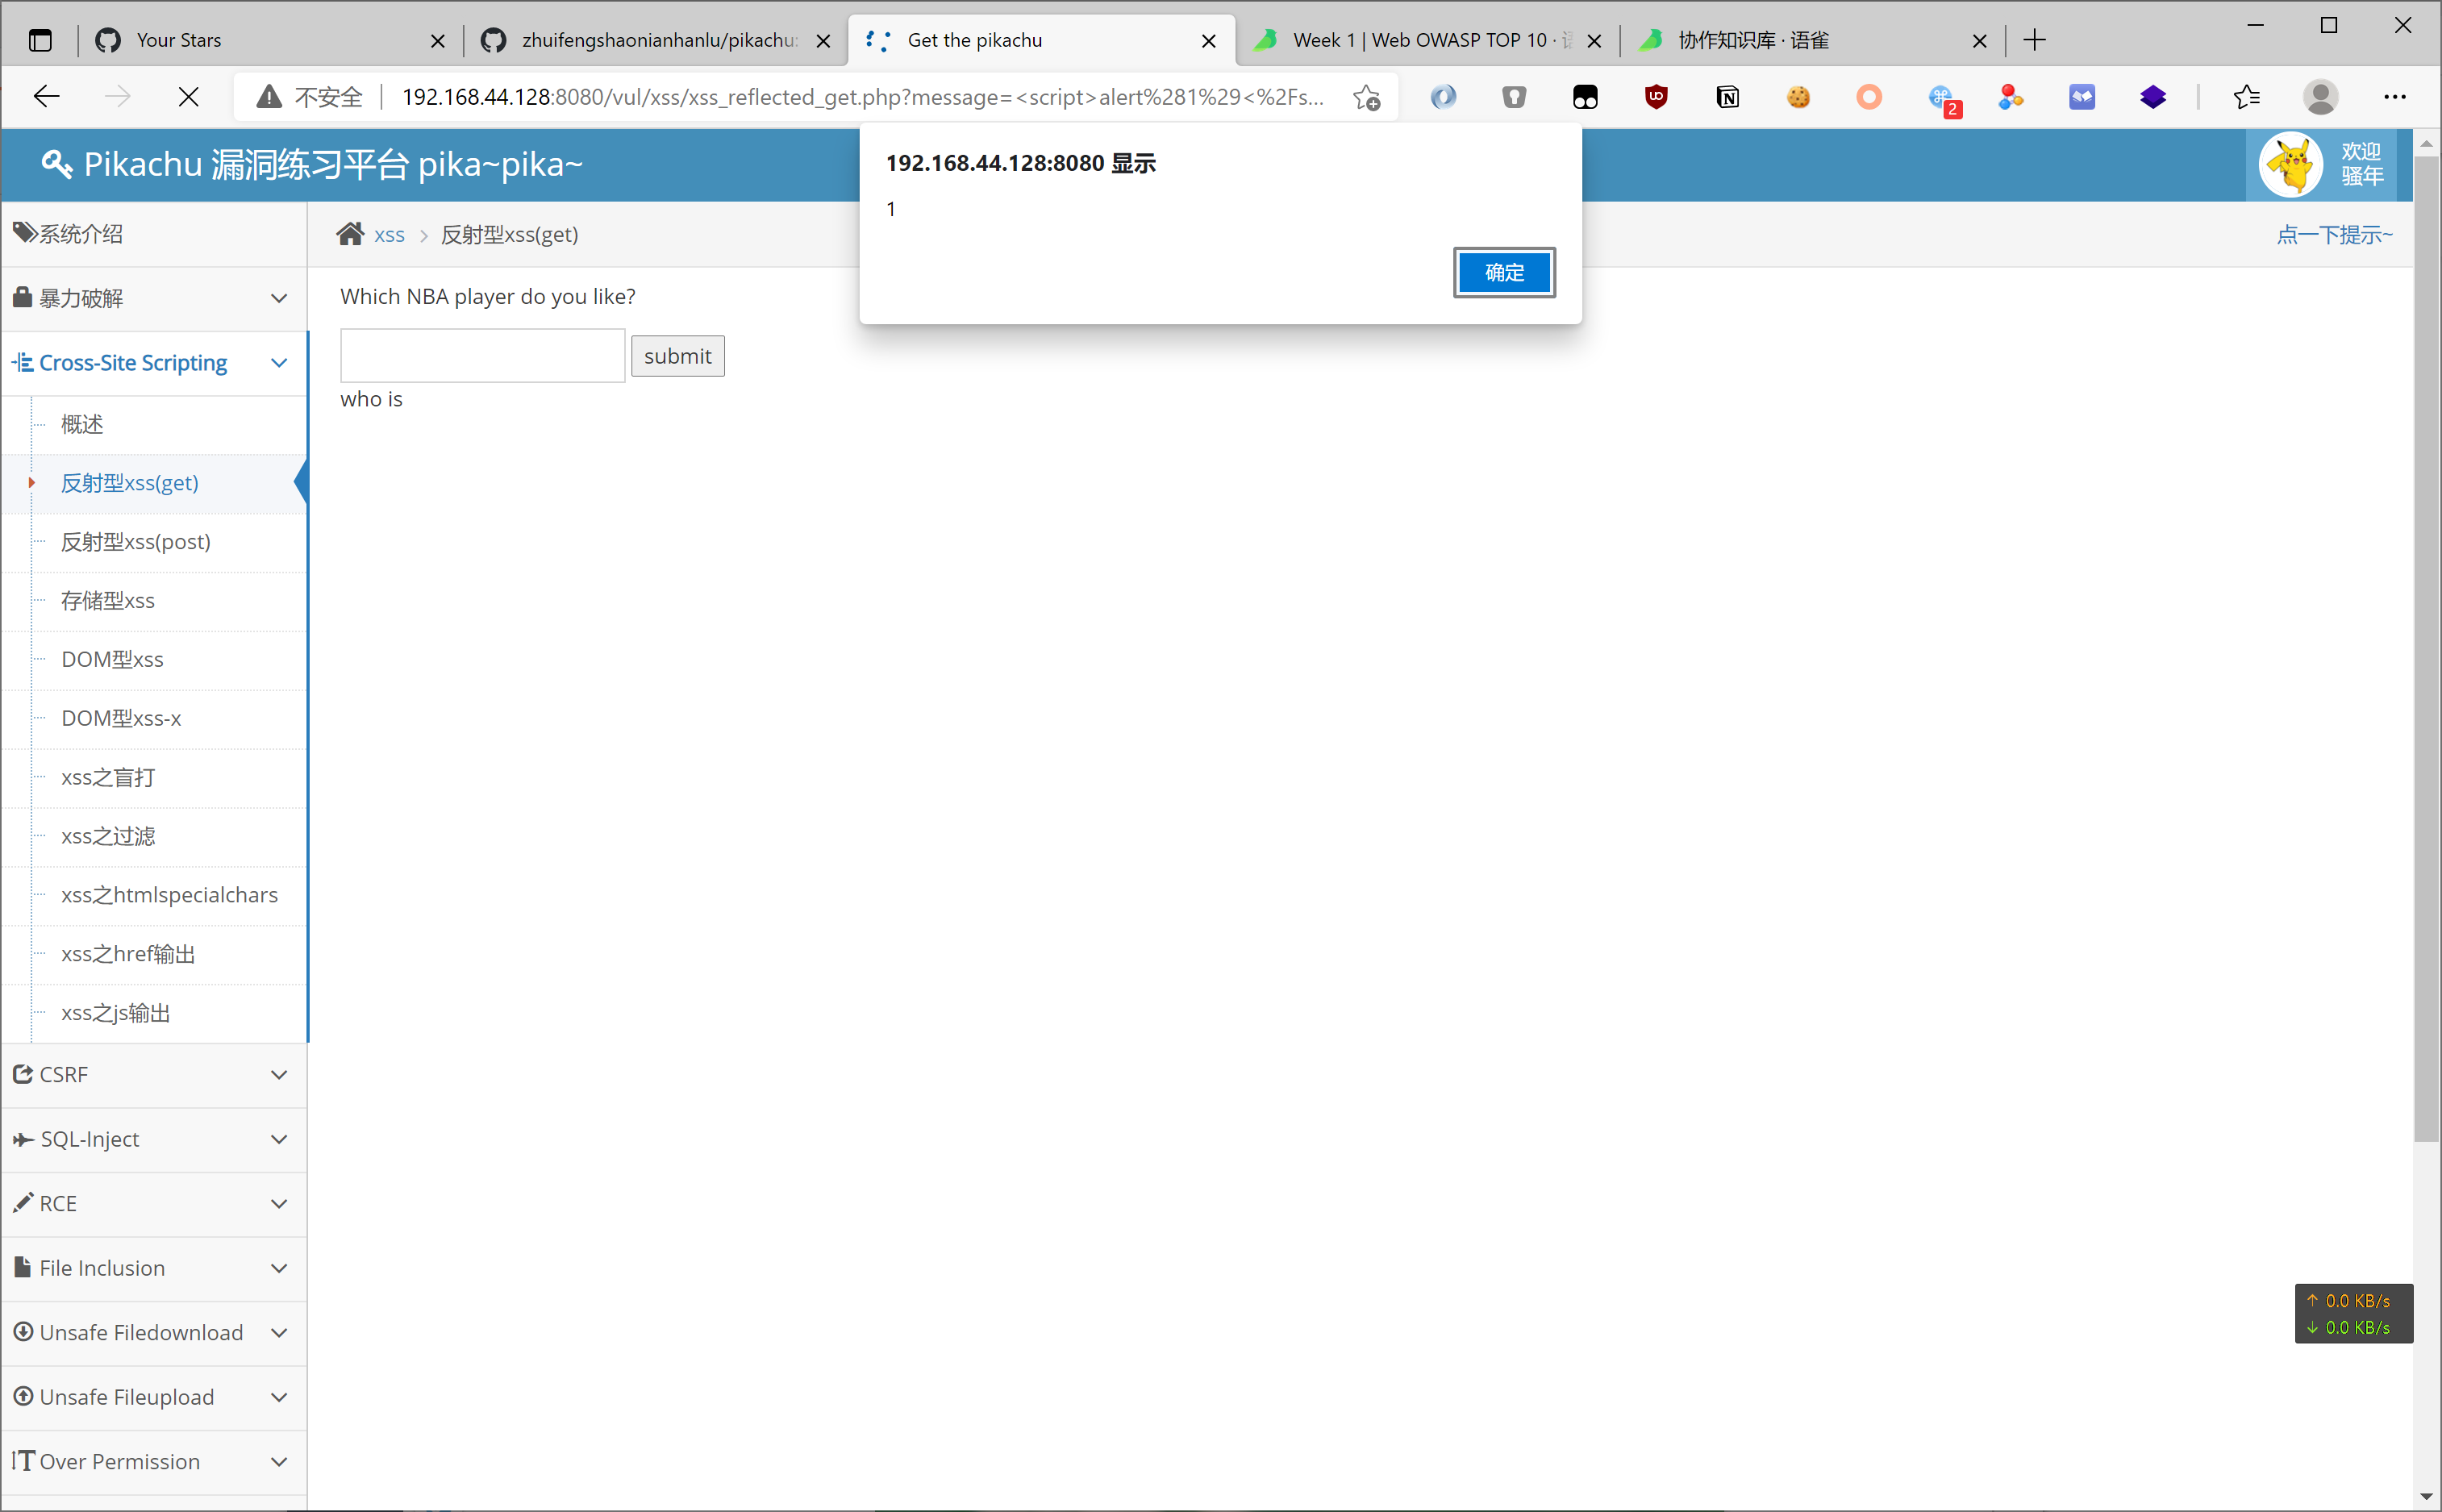 Your Stars
zhuifengshaonianhanlu/pikachu:
Get the pikachu
Week 1 | Web OWASP TOP 10 ·
协作知识库 · 语雀
不安全
192.168.44.128:8080/vul/xss/xss_reflected_get.php?message=<script>alert%281%29<%2Fs...
2
Pikachu 漏洞练习平台 pika~pika~
欢迎
骚年
192.168.44.128:8080 显示
1
确定
系统介绍
暴力破解
Cross-Site Scripting
概述
反射型xss(get)
反射型xss(post)
存储型xss
DOM型xss
DOM型xss-x
xss之盲打
xss之过滤
xss之htmlspecialchars
xss之href输出
xss之js输出
CSRF
SQL-Inject
RCE
File Inclusion
Unsafe Filedownload
Unsafe Fileupload
Over Permission
xss > 反射型xss(get)
点一下提示~
Which NBA player do you like?
submit
who is
↑ 0.0 KB/s
↓ 0.0 KB/s